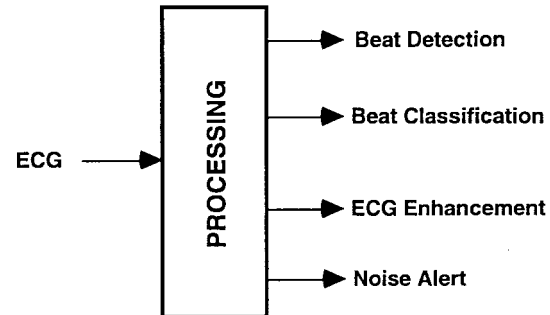 Beat Detection
Beat Classification
ECG
PROCESSING
ECG Enhancement
Noise Alert